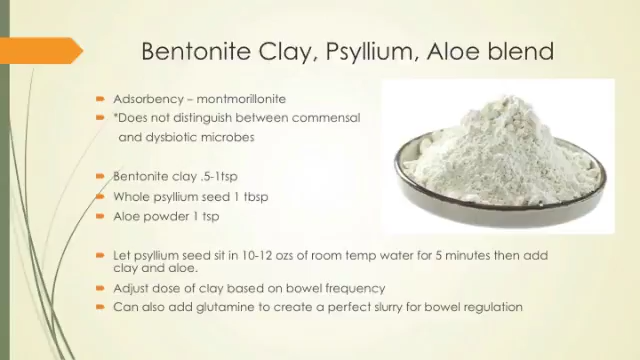 Bentonite Clay, Psyllium, Aloe blend
Adsorbency – montmorillonite
*Does not distinguish between commensal
and dysbiotic microbes
Bentonite clay .5-1tsp
Whole psyllium seed 1 tbsp
Aloe powder 1 tsp
Let psyllium seed sit in 10-12 ozs of room temp water for 5 minutes then add
clay and aloe.
Adjust dose of clay based on bowel frequency
Can also add glutamine to create a perfect slurry for bowel regulation